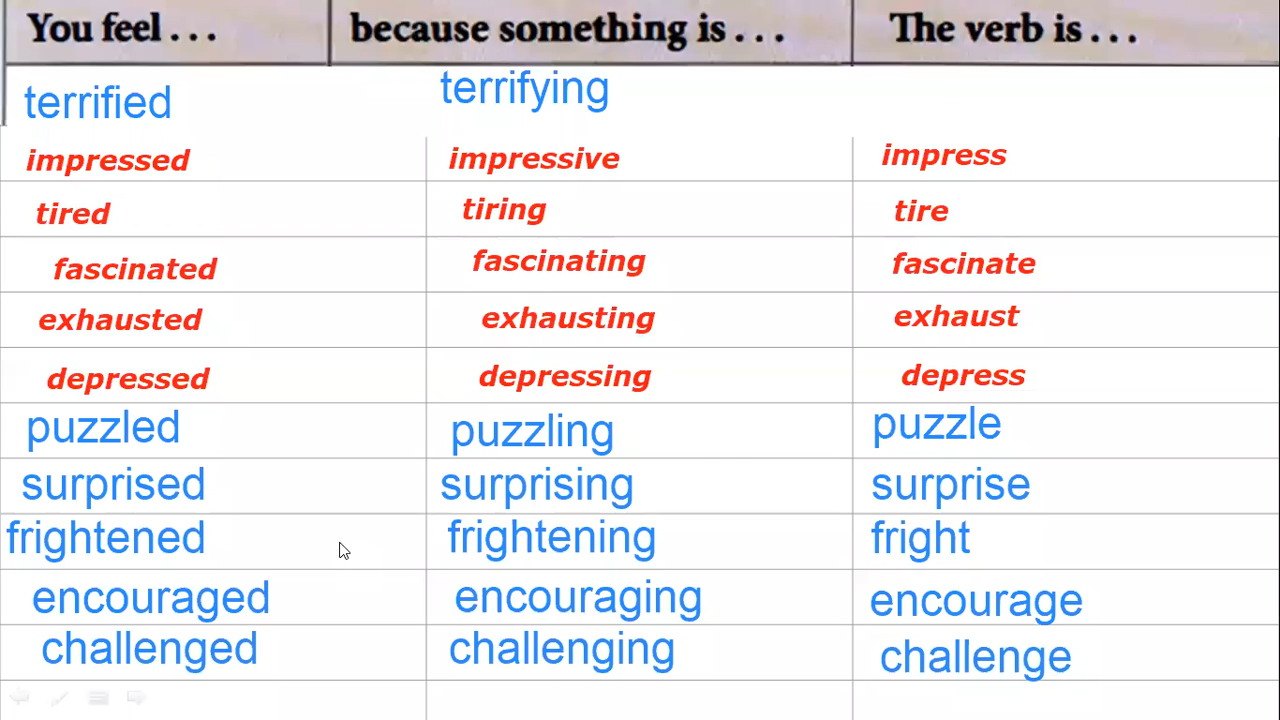 You feel . . . because something is . . . The verb is . . .
terrified terrifying
impressed impressive impress
tired tiring tire
fascinated fascinating fascinate
exhausted exhausting exhaust
depressed depressing depress
puzzled puzzling puzzle
surprised surprising surprise
frightened frightening fright
encouraged encouraging encourage
challenged challenging challenge